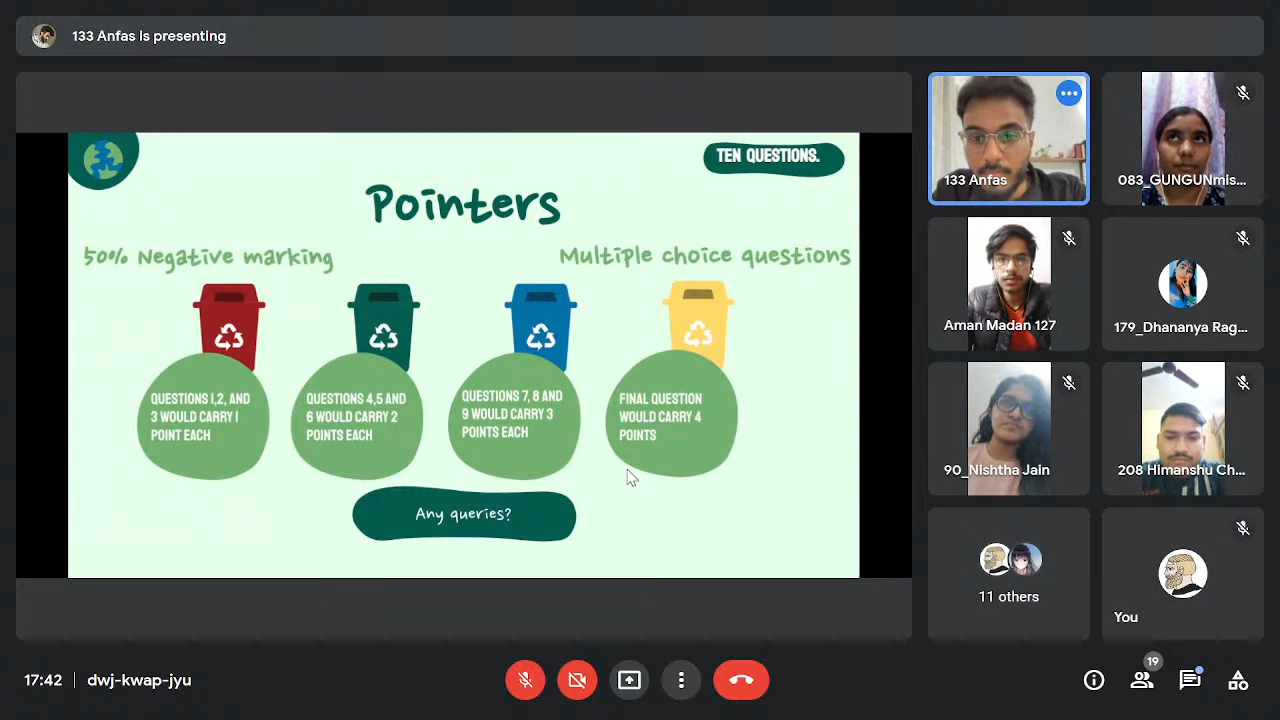 133 Anfas is presenting
TEN QUESTIONS.
Pointers
50% Negative marking
Multiple choice questions
QUESTIONS 1,2, AND
3 WOULD CARRY 1
POINT EACH
QUESTIONS 4,5 AND
6 WOULD CARRY 2
POINTS EACH
QUESTIONS 7, 8 AND
9 WOULD CARRY 3
POINTS EACH
FINAL QUESTION
WOULD CARRY 4
POINTS
Any queries?
133 Anfas
083_GUNGUNmis...
Aman Madan 127
179_Dhananya Rag...
90_Nishtha Jain
208 Himanshu Ch...
11 others
You
17:42
dwj-kwap-jyu
19